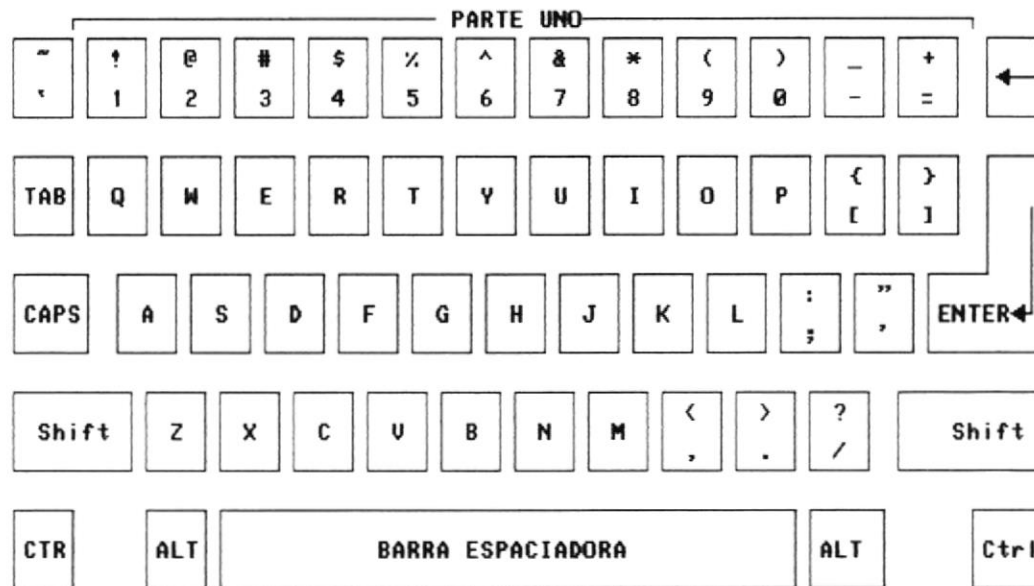 PARTE UNO
~ ! @ # $ % ^ & * ( ) _ +
` 1 2 3 4 5 6 7 8 9 0 - =
TAB Q W E R T Y U I O P { }
[ ]
CAPS A S D F G H J K L : " ENTER
; '
Shift Z X C V B N M < > ? Shift
, . /
CTR ALT BARRA ESPACIADORA ALT Ctrl